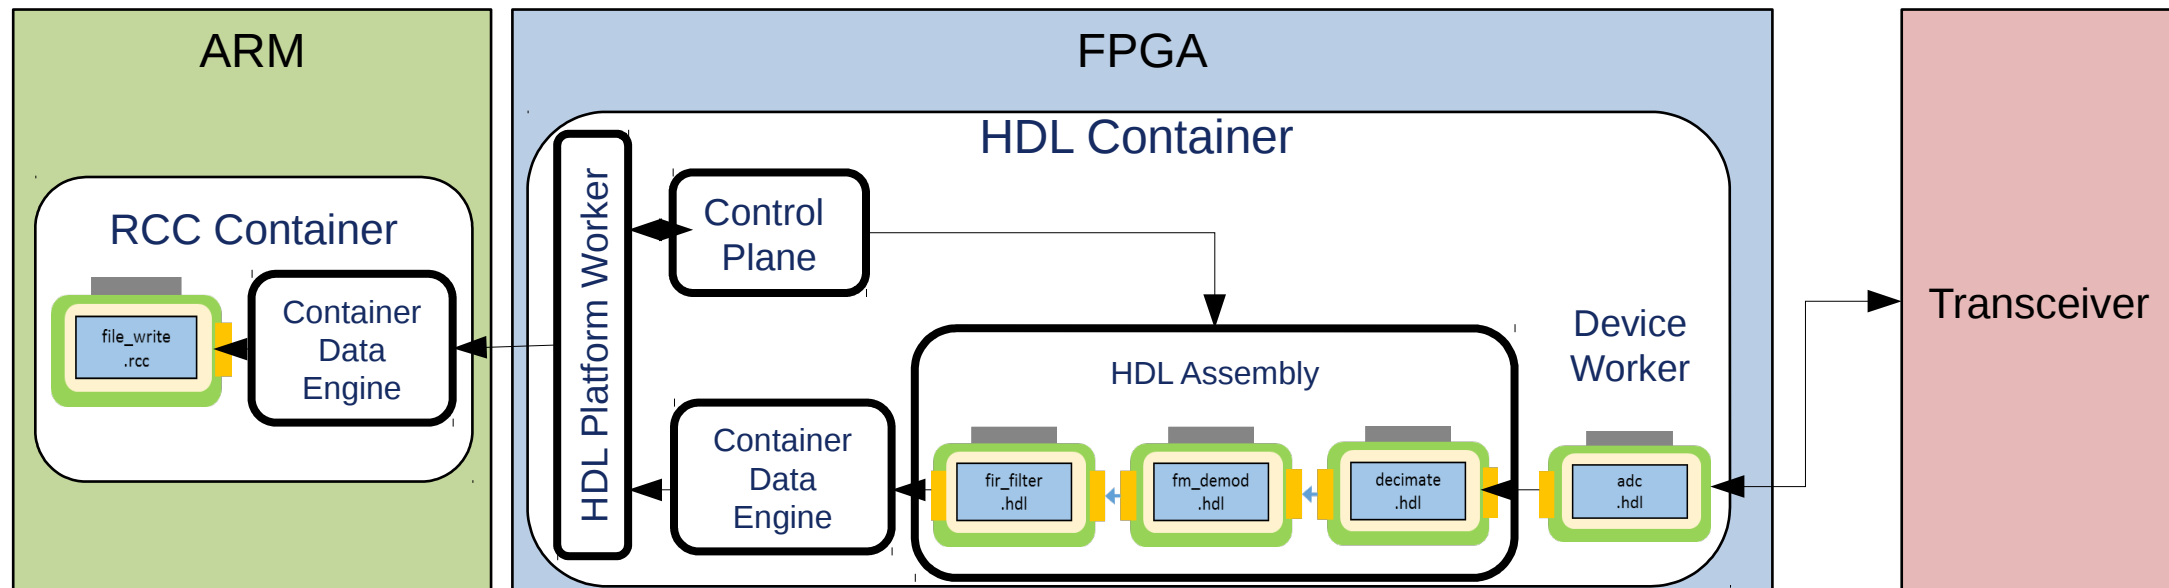 ARM
FPGA
HDL Container
RCC Container
file_write
.rcc
Container
Data
Engine
HDL Platform Worker
Control
Plane
Container
Data
Engine
HDL Assembly
fir_filter
.hdl
fm_demod
.hdl
decimate
.hdl
Device
Worker
adc
.hdl
Transceiver